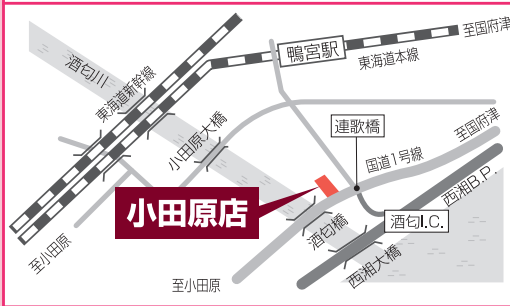 至国府津
鴨宮駅
東海道本線
酒匂川
東海道新幹線
小田原大橋
連歌橋
至国府津
国道1号線
西湘B.P.
小田原店
酒匂橋
酒匂I.C.
西湘大橋
至小田原
至小田原